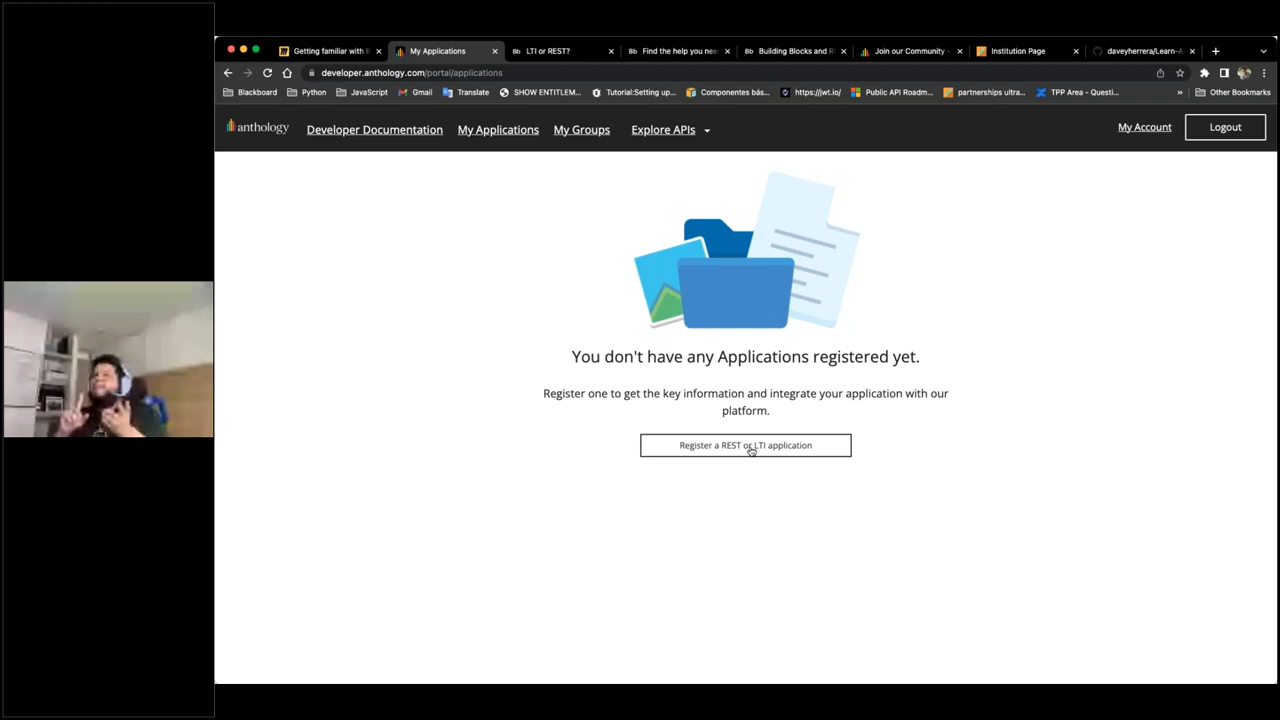 Getting familiar with B
My Applications
LTI or REST?
Find the help you nee
Building Blocks and R
Join our Community -
Institution Page
daveyherrera/Learn-A
developer.anthology.com/portal/applications
Blackboard
Python
JavaScript
Gmail
Translate
SHOW ENTITLEM...
Tutorial:Setting up...
Componentes bás...
https://jwt.io/
Public API Roadm...
partnerships ultra...
TPP Area - Questi...
»
Other Bookmarks
anthology
Developer Documentation
My Applications
My Groups
Explore APIs
My Account
Logout
You don't have any Applications registered yet.
Register one to get the key information and integrate your application with our
platform.
Register a REST or LTI application